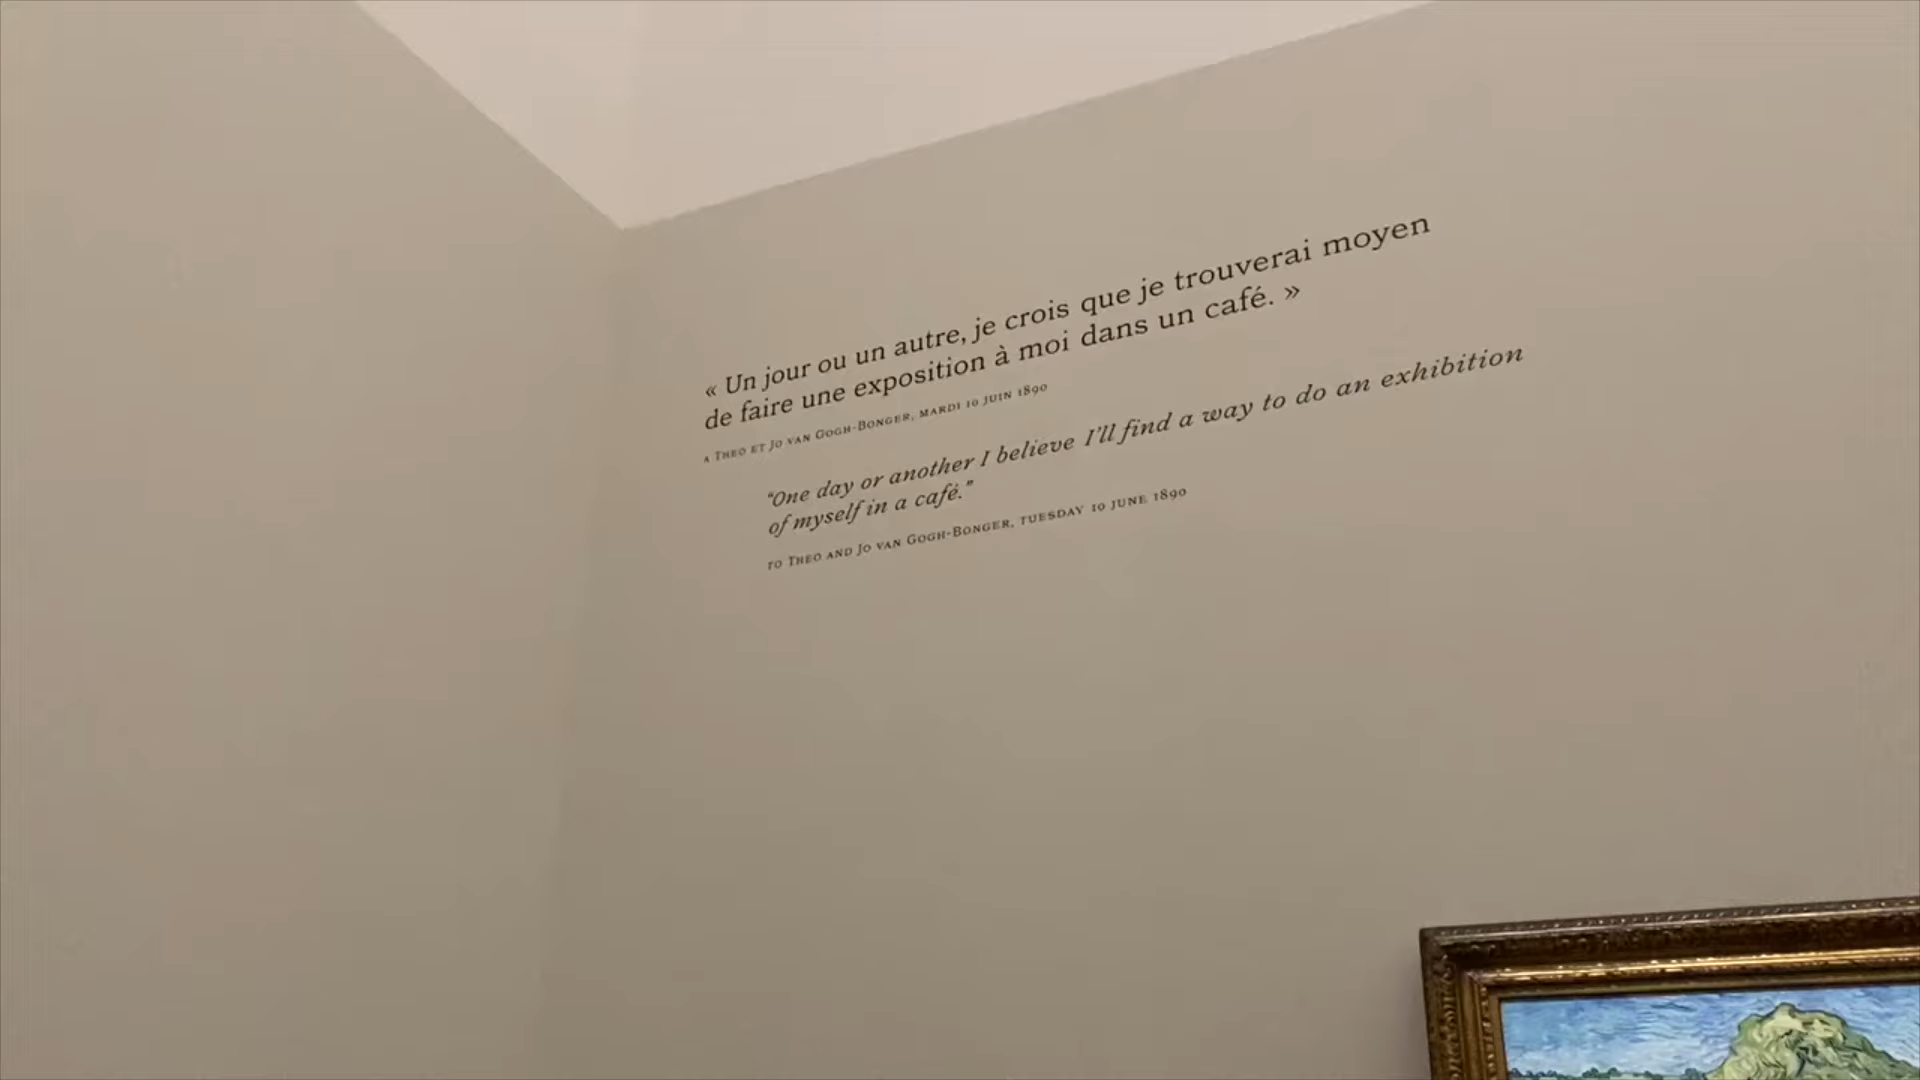 « Un jour ou un autre, je crois que je trouverai moyen
de faire une exposition à moi dans un café. »
A THEO ET JO VAN GOGH-BONGER, MARDI 10 JUIN 1890
“One day or another I believe I’ll find a way to do an exhibition
of myself in a café.”
TO THEO AND JO VAN GOGH-BONGER, TUESDAY 10 JUNE 1890